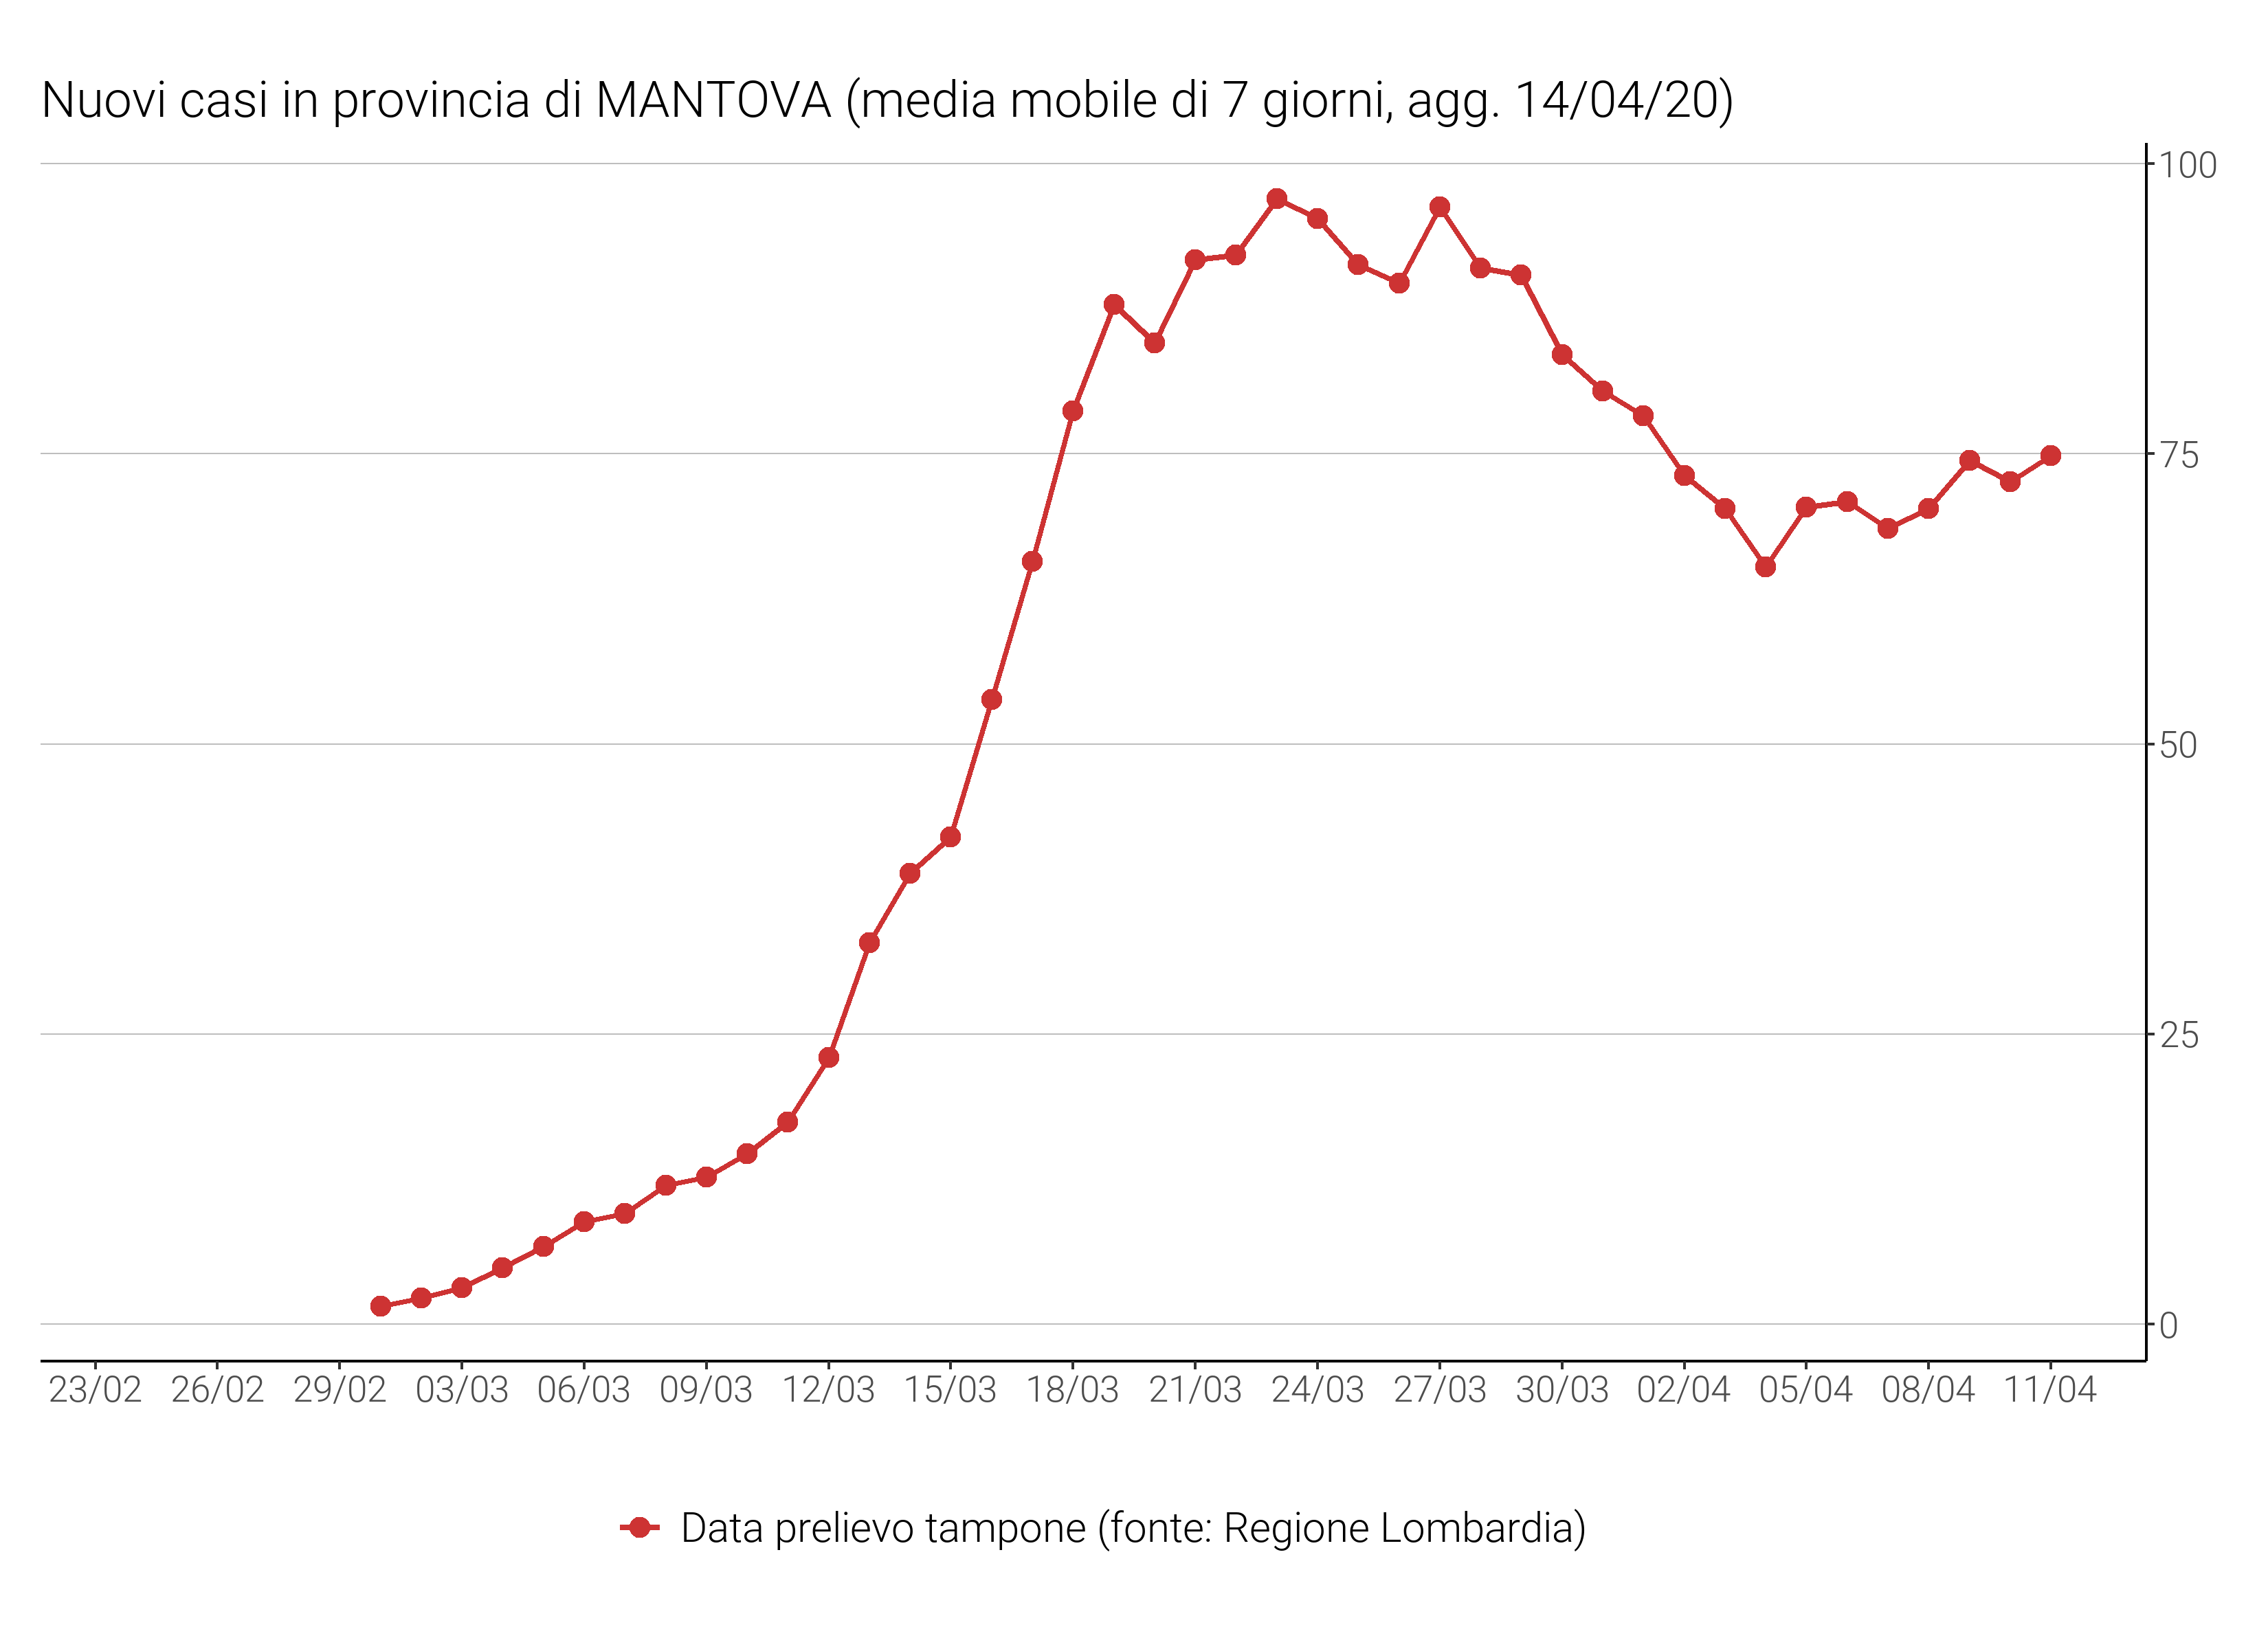 Nuovi casi in provincia di MANTOVA (media mobile di 7 giorni, agg. 14/04/20)
100
75
50
25
0
23/02 26/02 29/02 03/03 06/03 09/03 12/03 15/03 18/03 21/03 24/03 27/03 30/03 02/04 05/04 08/04 11/04
Data prelievo tampone (fonte: Regione Lombardia)